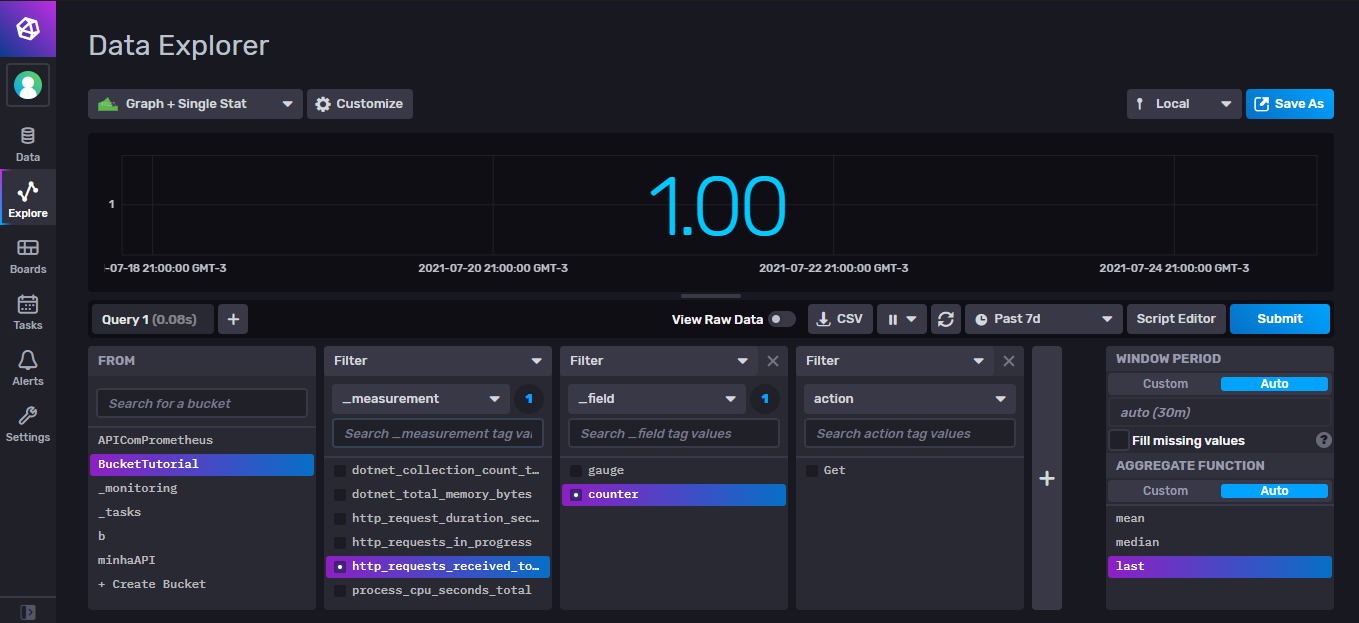 Data Explorer
Graph + Single Stat
Customize
Local
Save As
Data
Explore
Boards
Tasks
Alerts
Settings
1
1.00
-07-18 21:00:00 GMT-3
2021-07-20 21:00:00 GMT-3
2021-07-22 21:00:00 GMT-3
2021-07-24 21:00:00 GMT-3
Query 1 (0.08s)
+
View Raw Data
CSV
Past 7d
Script Editor
Submit
FROM
Search for a bucket
APIComPrometheus
BucketTutorial
_monitoring
_tasks
b
minhaAPI
+ Create Bucket
Filter
_measurement
1
Search _measurement tag val
dotnet_collection_count_t…
dotnet_total_memory_bytes
http_request_duration_sec…
http_requests_in_progress
http_requests_received_to…
process_cpu_seconds_total
Filter
_field
1
Search _field tag values
gauge
counter
Filter
action
Search action tag values
Get
+
WINDOW PERIOD
Custom
Auto
auto (30m)
Fill missing values
?
AGGREGATE FUNCTION
Custom
Auto
mean
median
last